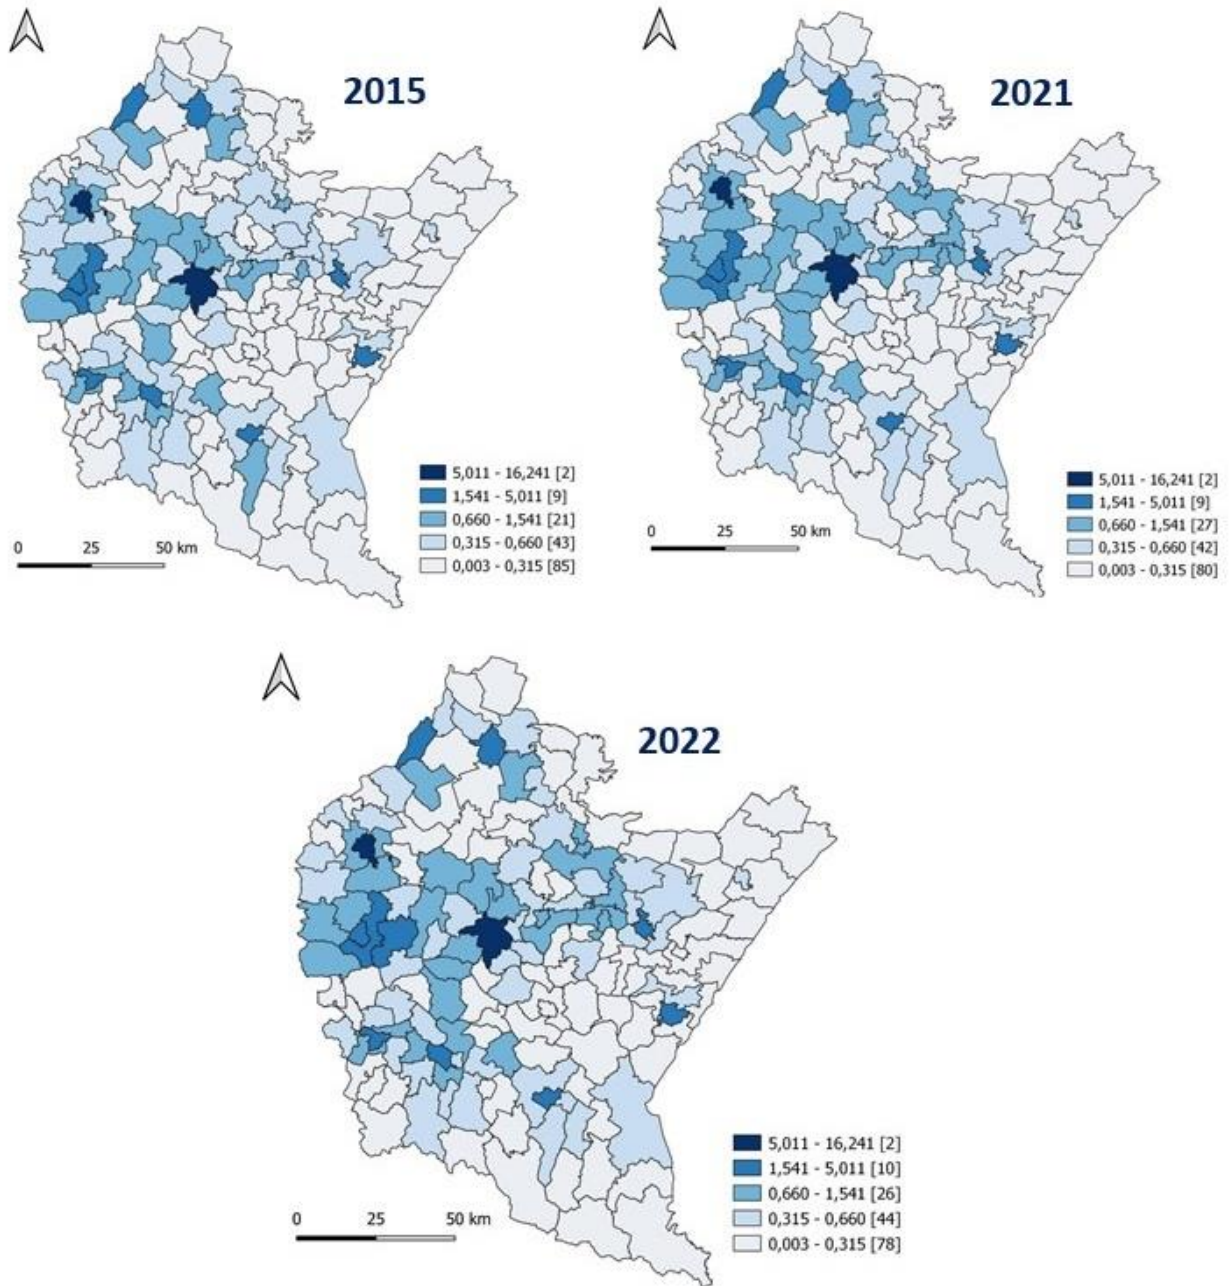 2015
5,011 - 16,241 [2]
1,541 - 5,011 [9]
0,660 - 1,541 [21]
0,315 - 0,660 [43]
0,003 - 0,315 [85]
0 25 50 km
2021
5,011 - 16,241 [2]
1,541 - 5,011 [9]
0,660 - 1,541 [27]
0,315 - 0,660 [42]
0,003 - 0,315 [80]
0 25 50 km
2022
5,011 - 16,241 [2]
1,541 - 5,011 [10]
0,660 - 1,541 [26]
0,315 - 0,660 [44]
0,003 - 0,315 [78]
0 25 50 km